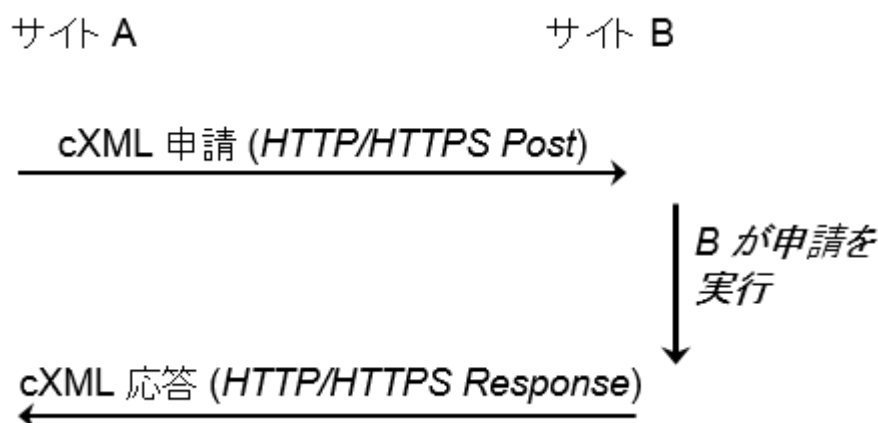 サイト A
サイト B
cXML 申請 (HTTP/HTTPS Post)
B が申請を
実行
cXML 応答 (HTTP/HTTPS Response)